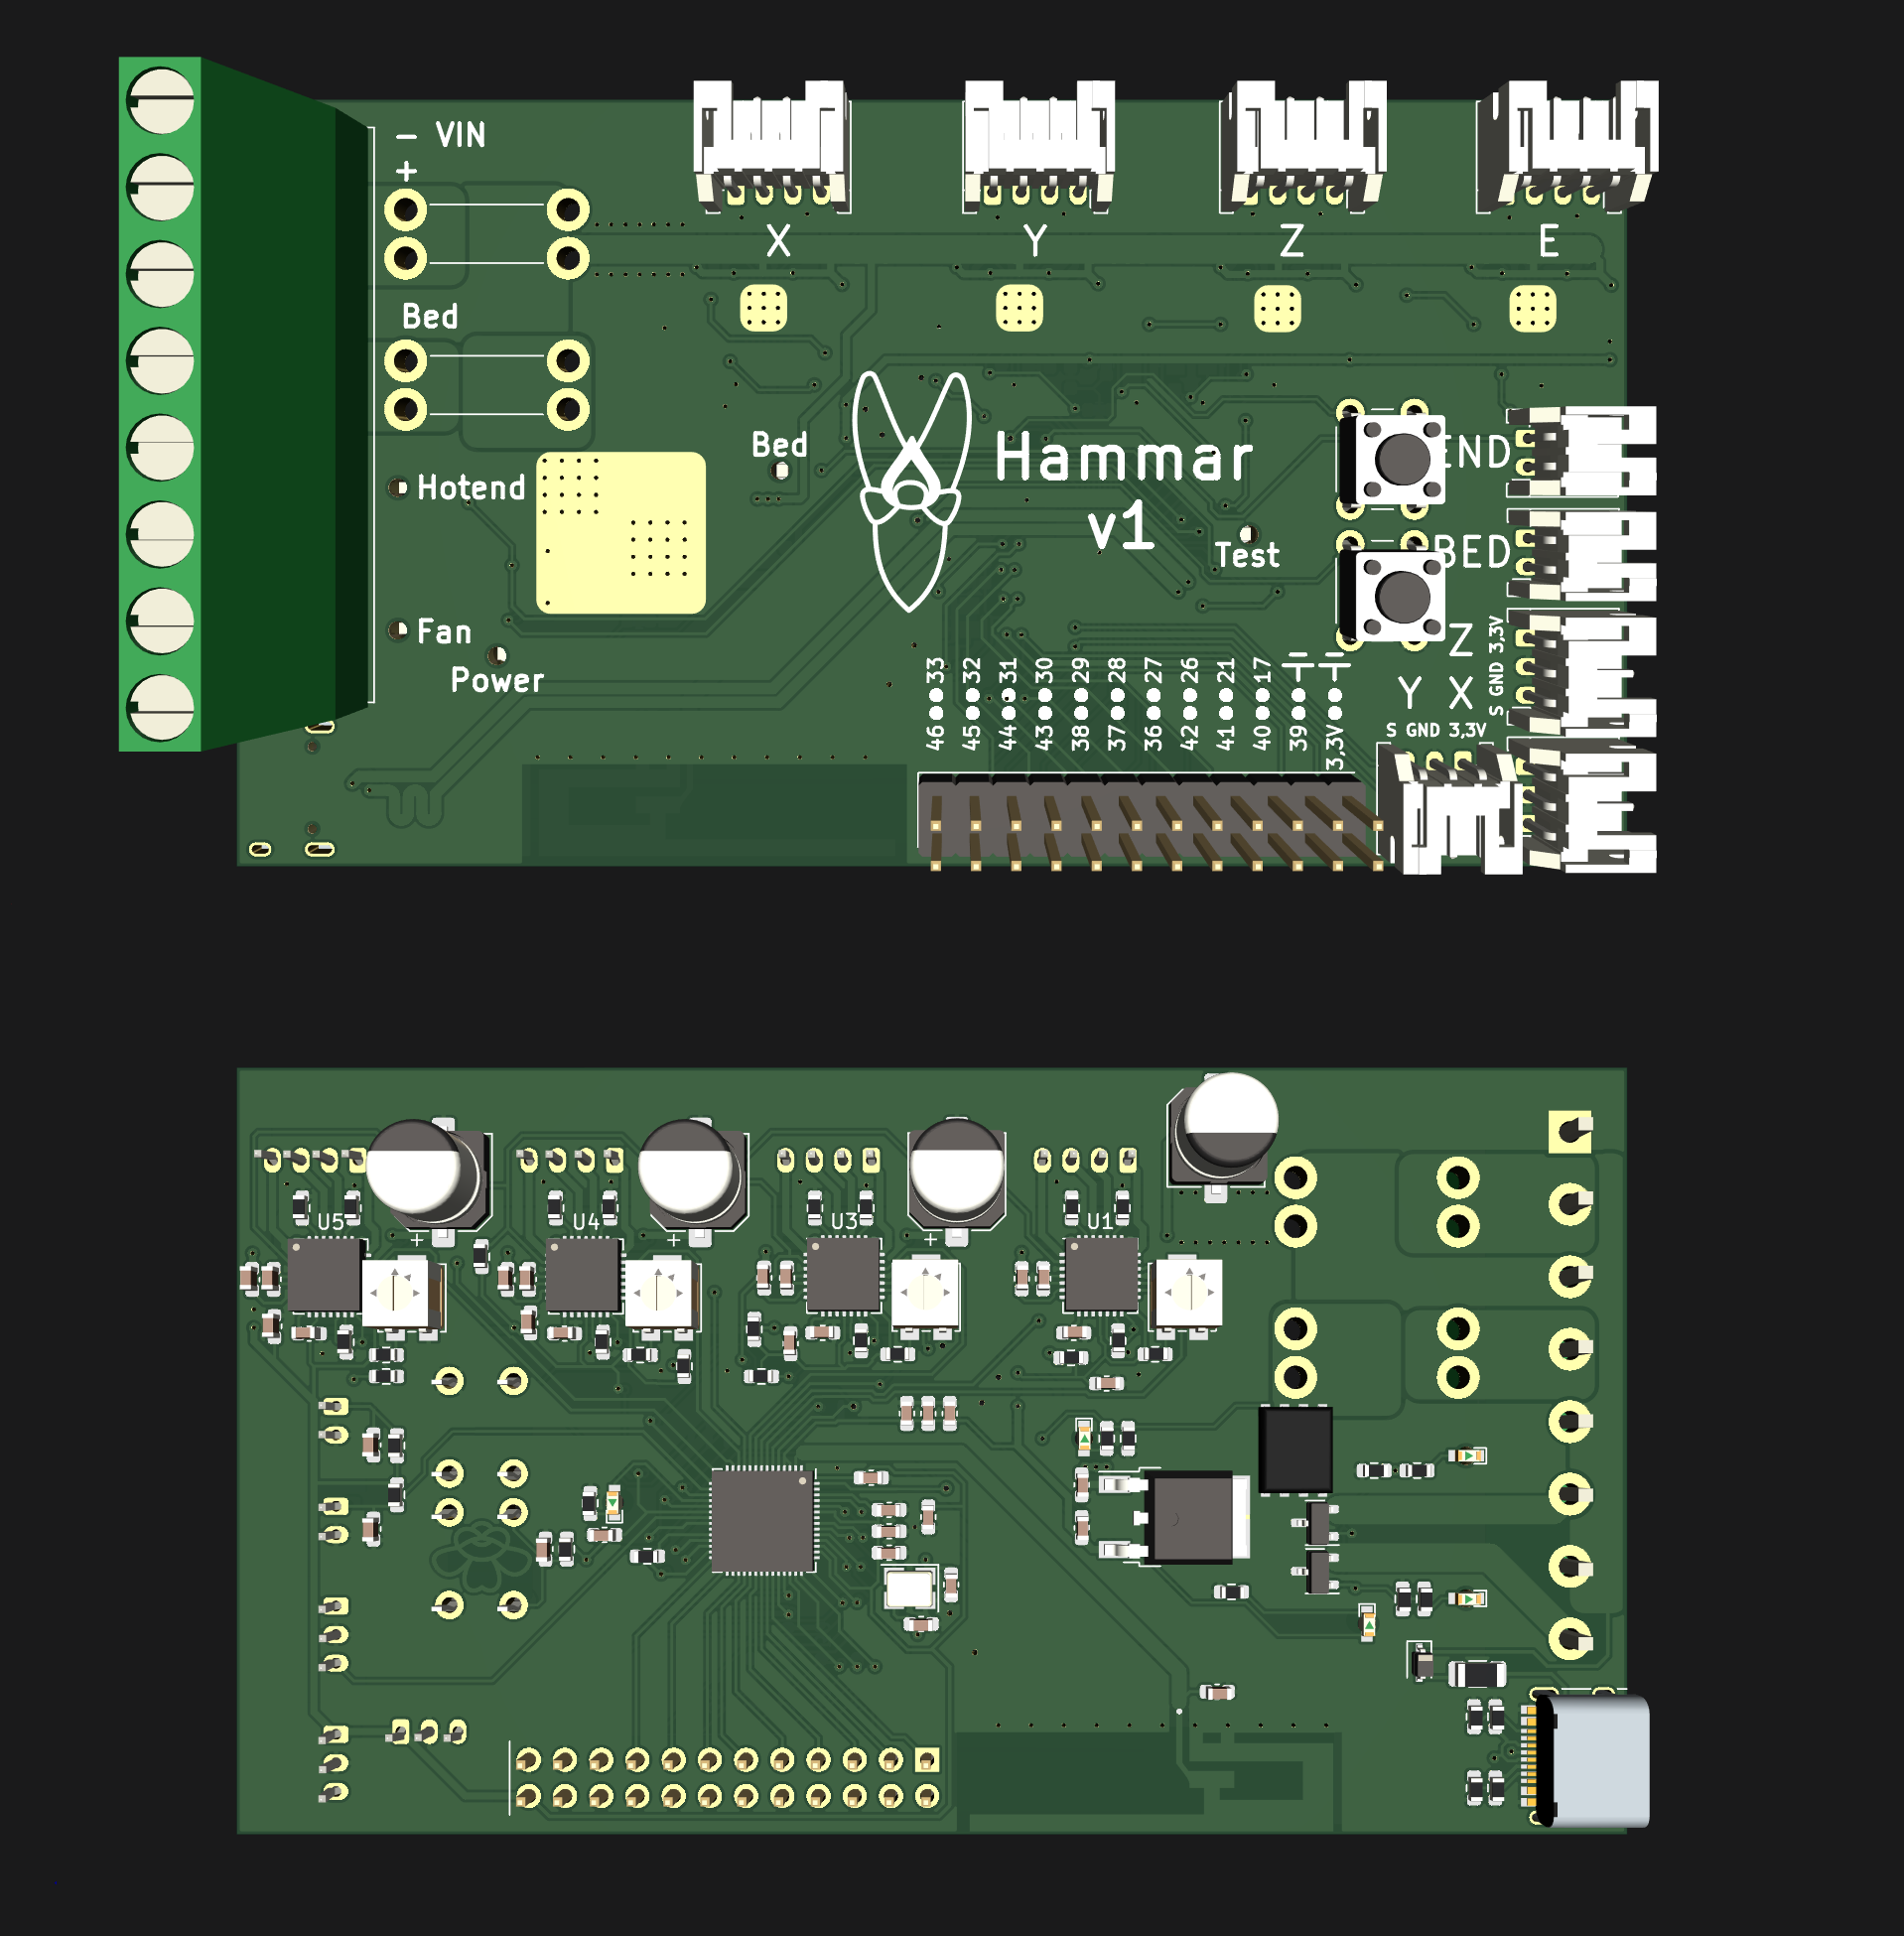 - VIN
+
X
Y
Z
E
Bed
Bed
Hammar
v1
END
BED
Hotend
Test
Fan
Power
Z
Y X
S GND 3,3V
S GND 3,3V
33 32 31 30 29 28 27 26 21 17
46 45 44 43 38 37 36 42 41 40 39 3,3V
U5
U4
U3
U1
+
+
+